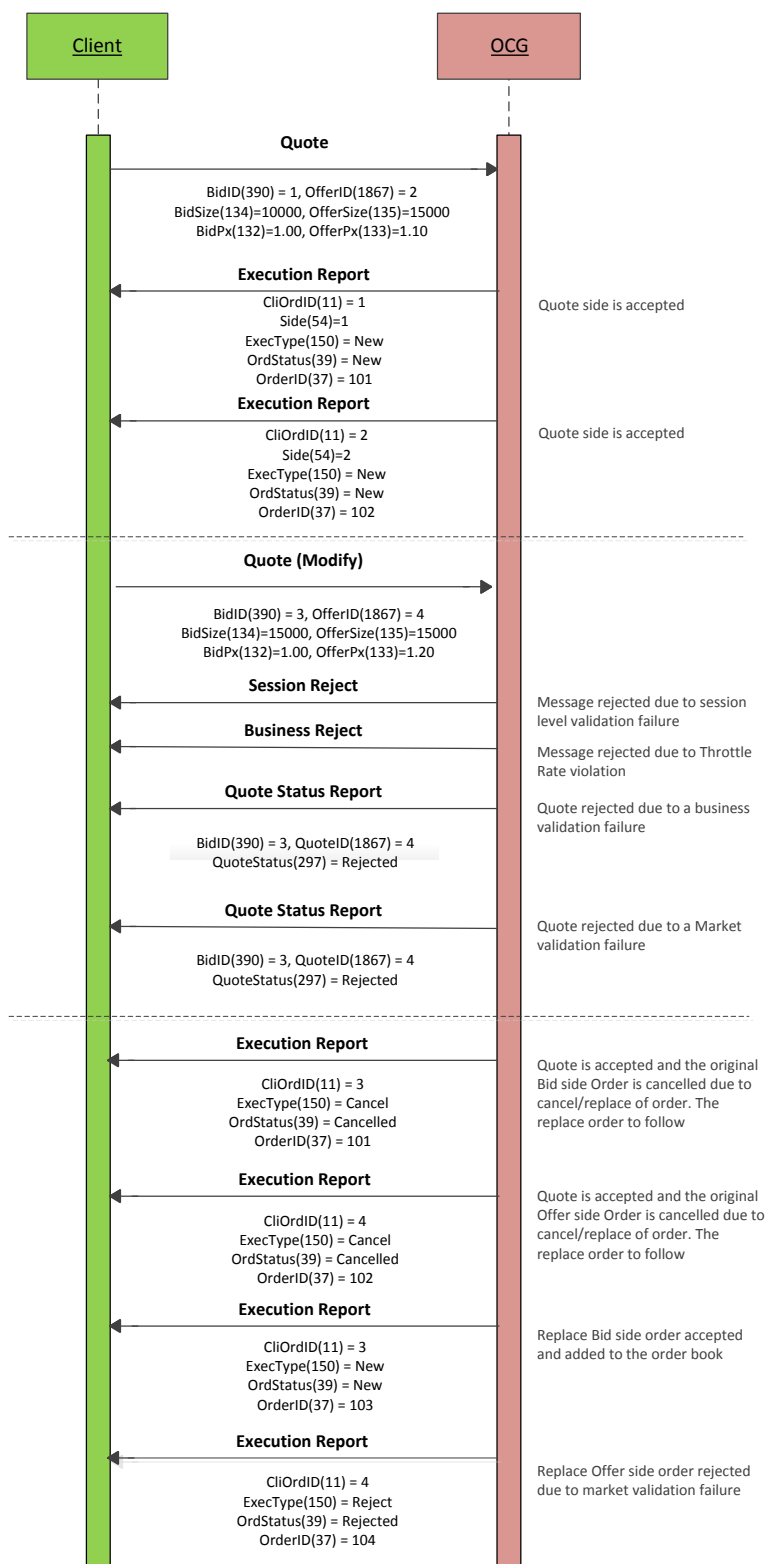 Client
OCG
Quote
BidID(390) = 1, OfferID(1867) = 2
BidSize(134)=10000, OfferSize(135)=15000
BidPx(132)=1.00, OfferPx(133)=1.10
Execution Report
CliOrdID(11) = 1
Side(54)=1
ExecType(150) = New
OrdStatus(39) = New
OrderID(37) = 101
Quote side is accepted
Execution Report
CliOrdID(11) = 2
Side(54)=2
ExecType(150) = New
OrdStatus(39) = New
OrderID(37) = 102
Quote side is accepted
Quote (Modify)
BidID(390) = 3, OfferID(1867) = 4
BidSize(134)=15000, OfferSize(135)=15000
BidPx(132)=1.00, OfferPx(133)=1.20
Session Reject
Message rejected due to session
level validation failure
Business Reject
Message rejected due to Throttle
Rate violation
Quote Status Report
Quote rejected due to a business
validation failure
BidID(390) = 3, QuoteID(1867) = 4
QuoteStatus(297) = Rejected
Quote Status Report
Quote rejected due to a Market
validation failure
BidID(390) = 3, QuoteID(1867) = 4
QuoteStatus(297) = Rejected
Execution Report
CliOrdID(11) = 3
ExecType(150) = Cancel
OrdStatus(39) = Cancelled
OrderID(37) = 101
Quote is accepted and the original
Bid side Order is cancelled due to
cancel/replace of order. The
replace order to follow
Execution Report
CliOrdID(11) = 4
ExecType(150) = Cancel
OrdStatus(39) = Cancelled
OrderID(37) = 102
Quote is accepted and the original
Offer side Order is cancelled due to
cancel/replace of order. The
replace order to follow
Execution Report
CliOrdID(11) = 3
ExecType(150) = New
OrdStatus(39) = New
OrderID(37) = 103
Replace Bid side order accepted
and added to the order book
Execution Report
CliOrdID(11) = 4
ExecType(150) = Reject
OrdStatus(39) = Rejected
OrderID(37) = 104
Replace Offer side order rejected
due to market validation failure